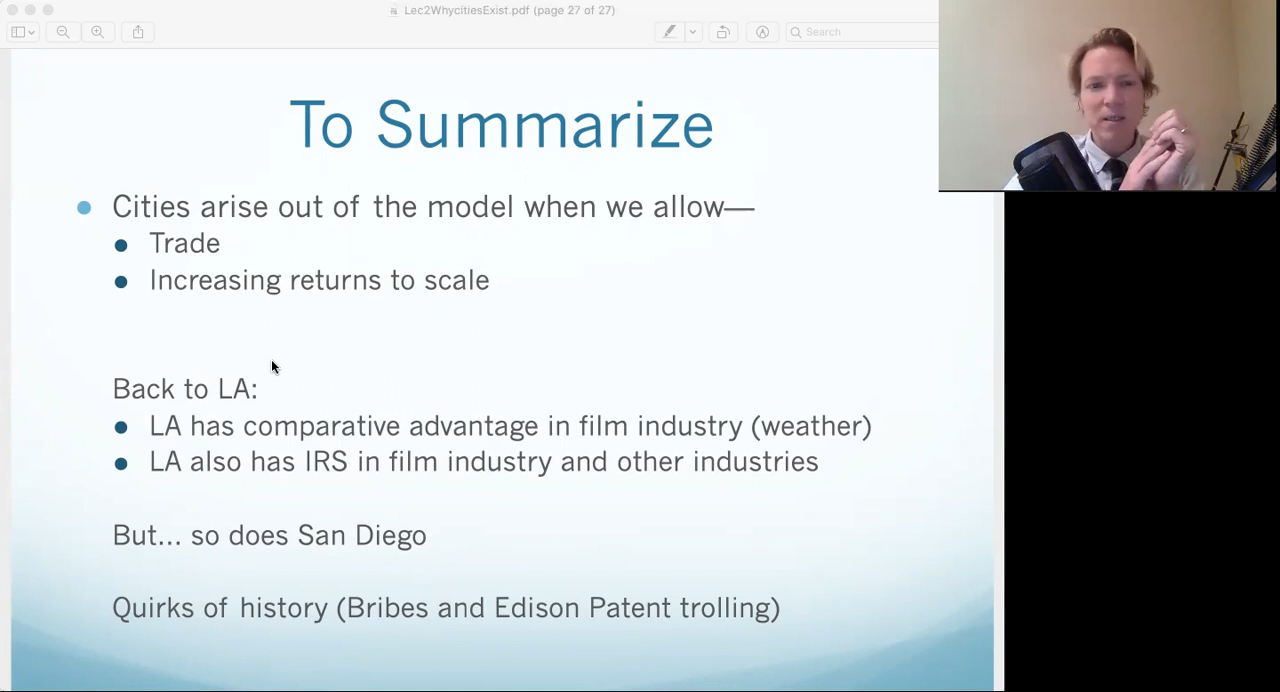 Lec2WhycitiesExist.pdf (page 27 of 27)
Search
To Summarize
Cities arise out of the model when we allow—
Trade
Increasing returns to scale
Back to LA:
LA has comparative advantage in film industry (weather)
LA also has IRS in film industry and other industries
But... so does San Diego
Quirks of history (Bribes and Edison Patent trolling)